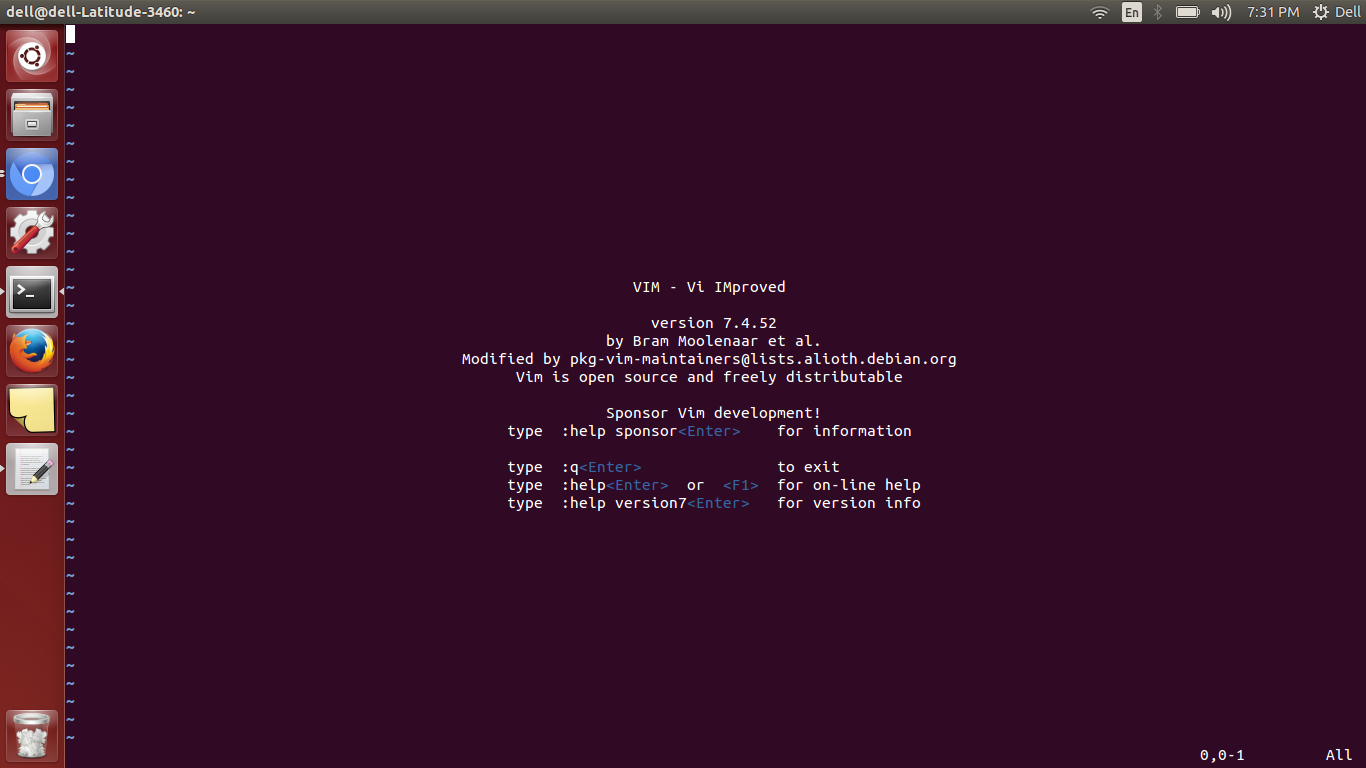 dell@dell-Latitude-3460: ~
En
7:31 PM
Dell
~
~
~
~
~
~
~
~
~
~
~
~
~
~ VIM - Vi IMproved
~
~ version 7.4.52
~ by Bram Moolenaar et al.
~ Modified by pkg-vim-maintainers@lists.alioth.debian.org
~ Vim is open source and freely distributable
~
~ Sponsor Vim development!
~ type :help sponsor<Enter> for information
~
~ type :q<Enter> to exit
~ type :help<Enter> or <F1> for on-line help
~ type :help version7<Enter> for version info
~
~
~
~
~
~
~
~
~
~
~
~
~
0,0-1 All